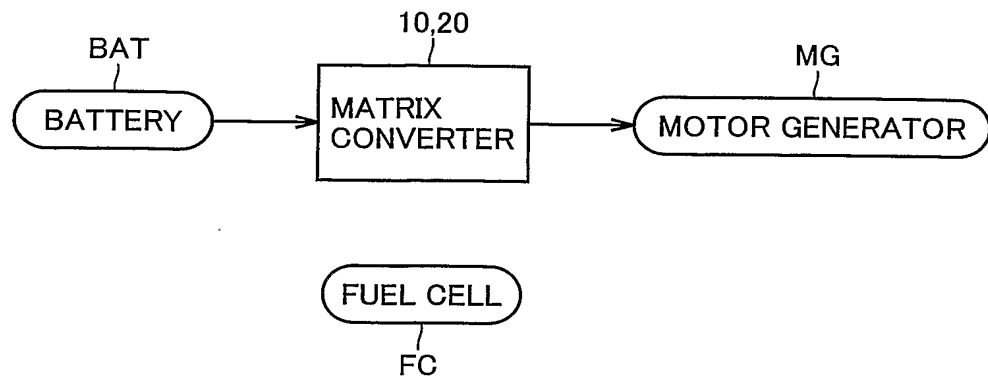 10,20
BAT
MG
BATTERY
MATRIX
CONVERTER
MOTOR GENERATOR
FUEL CELL
FC